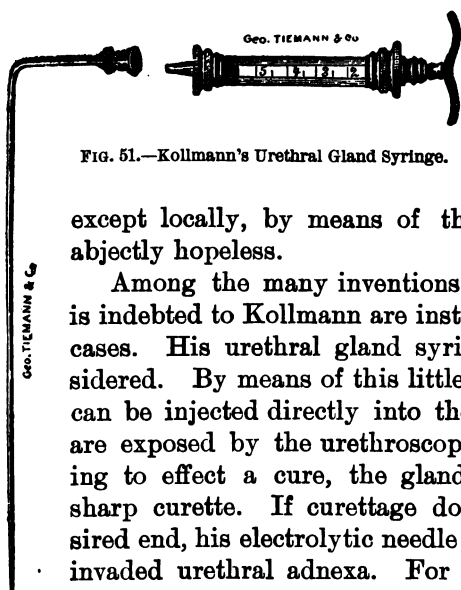 Geo. TIEMANN & Co
5 4 3 2
FIG. 51.—Kollmann's Urethral Gland Syringe.
Geo. TIEMANN & Co
except locally, by means of th
abjectly hopeless.
Among the many inventions
is indebted to Kollmann are inst
cases. His urethral gland syri
sidered. By means of this little
can be injected directly into the
are exposed by the urethroscop
ing to effect a cure, the gland
sharp curette. If curettage do
sired end, his electrolytic needle
invaded urethral adnexa. For